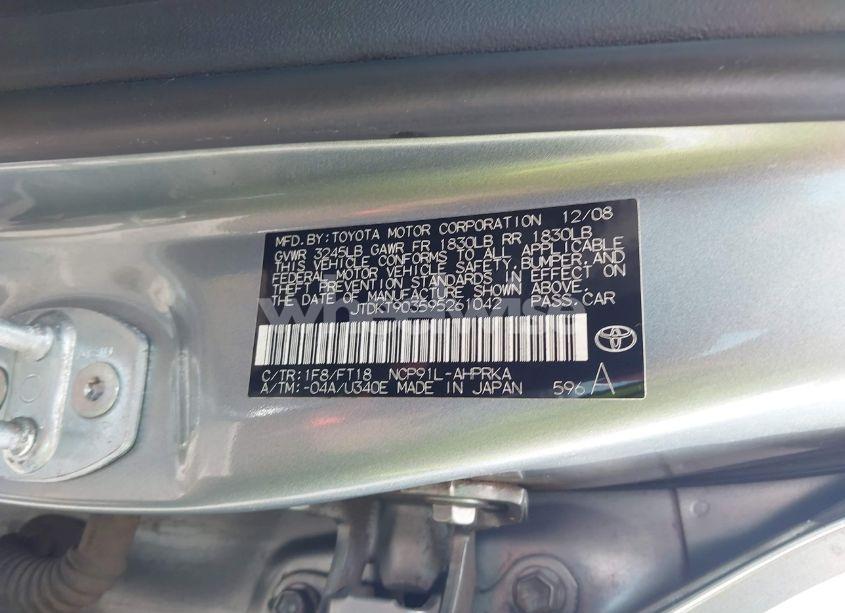 MFD.BY:TOYOTA MOTOR CORPORATION 12/08
GVWR 3245LB GAWR FR 1830LB RR 1830LB
THIS VEHICLE CONFORMS TO ALL APPLICABLE
FEDERAL MOTOR VEHICLE SAFETY,BUMPER,AND
THEFT PREVENTION STANDARDS IN EFFECT ON
THE DATE OF MANUFACTURE SHOWN ABOVE.
JTDKT903595261042 PASS.CAR
C/TR:1F8/FT18 NCP91L-AHPRKA
A/TM:-04A/U340E MADE IN JAPAN 596 A